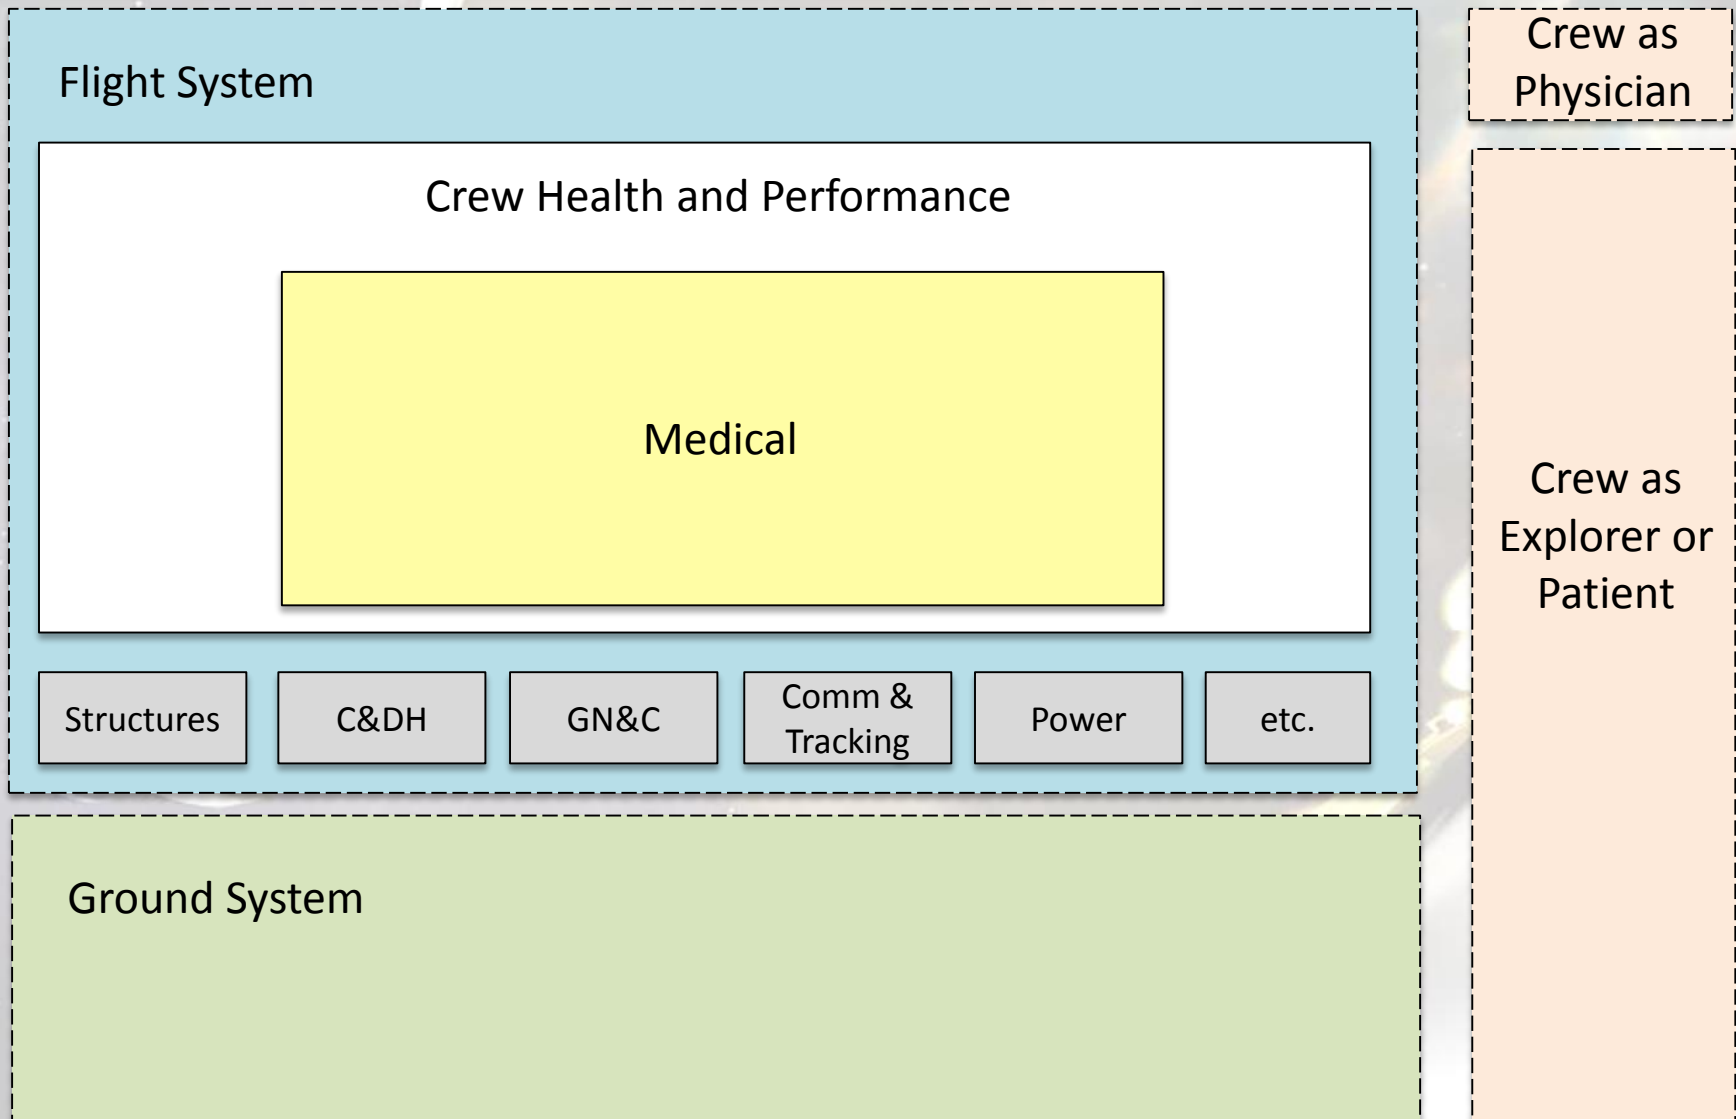 Flight System
Crew Health and Performance
Medical
Structures
C&DH
GN&C
Comm &
Tracking
Power
etc.
Ground System
Crew as
Physician
Crew as
Explorer or
Patient